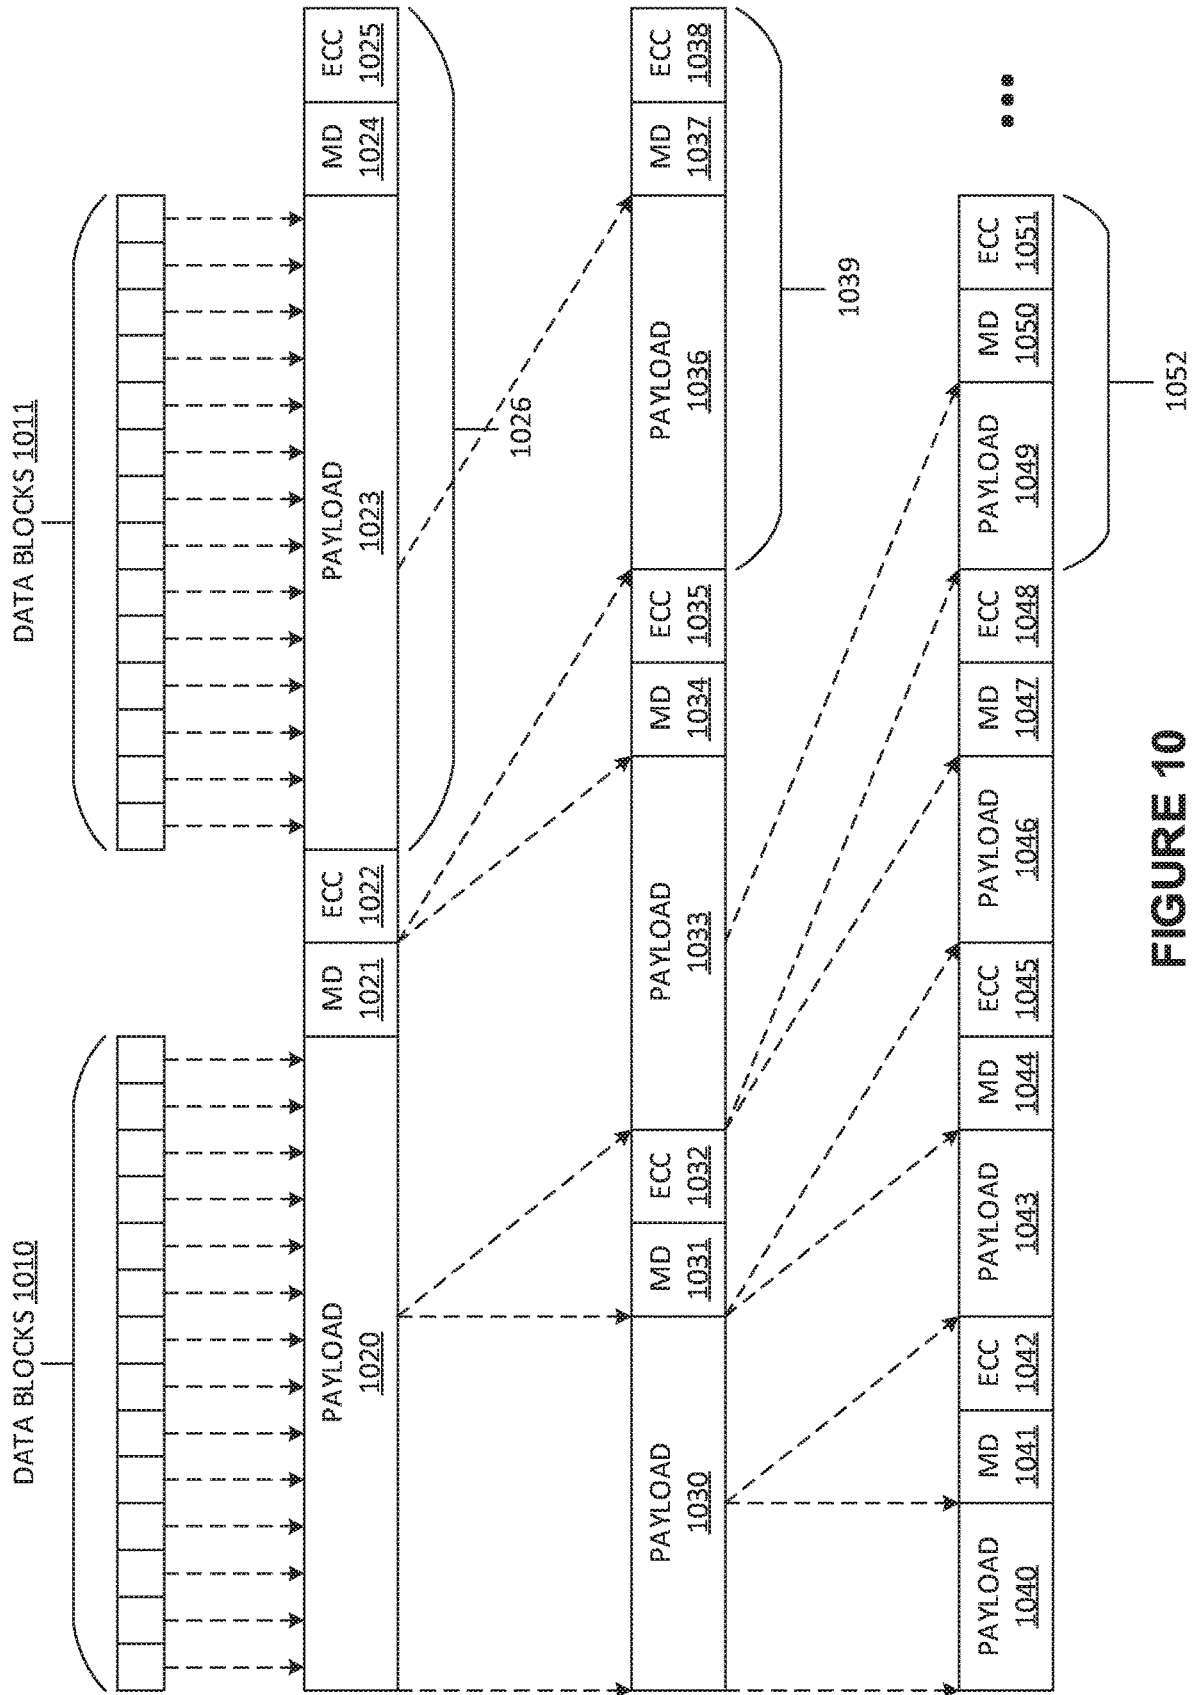 DATA BLOCKS 1010
DATA BLOCKS 1011
PAYLOAD
1020
MD
1021
ECC
1022
PAYLOAD
1023
MD
1024
ECC
1025
1026
PAYLOAD
1030
MD
1031
ECC
1032
PAYLOAD
1033
MD
1034
ECC
1035
PAYLOAD
1036
MD
1037
ECC
1038
1039
PAYLOAD
1040
MD
1041
ECC
1042
PAYLOAD
1043
MD
1044
ECC
1045
PAYLOAD
1046
MD
1047
ECC
1048
PAYLOAD
1049
MD
1050
ECC
1051
...
1052
FIGURE 10